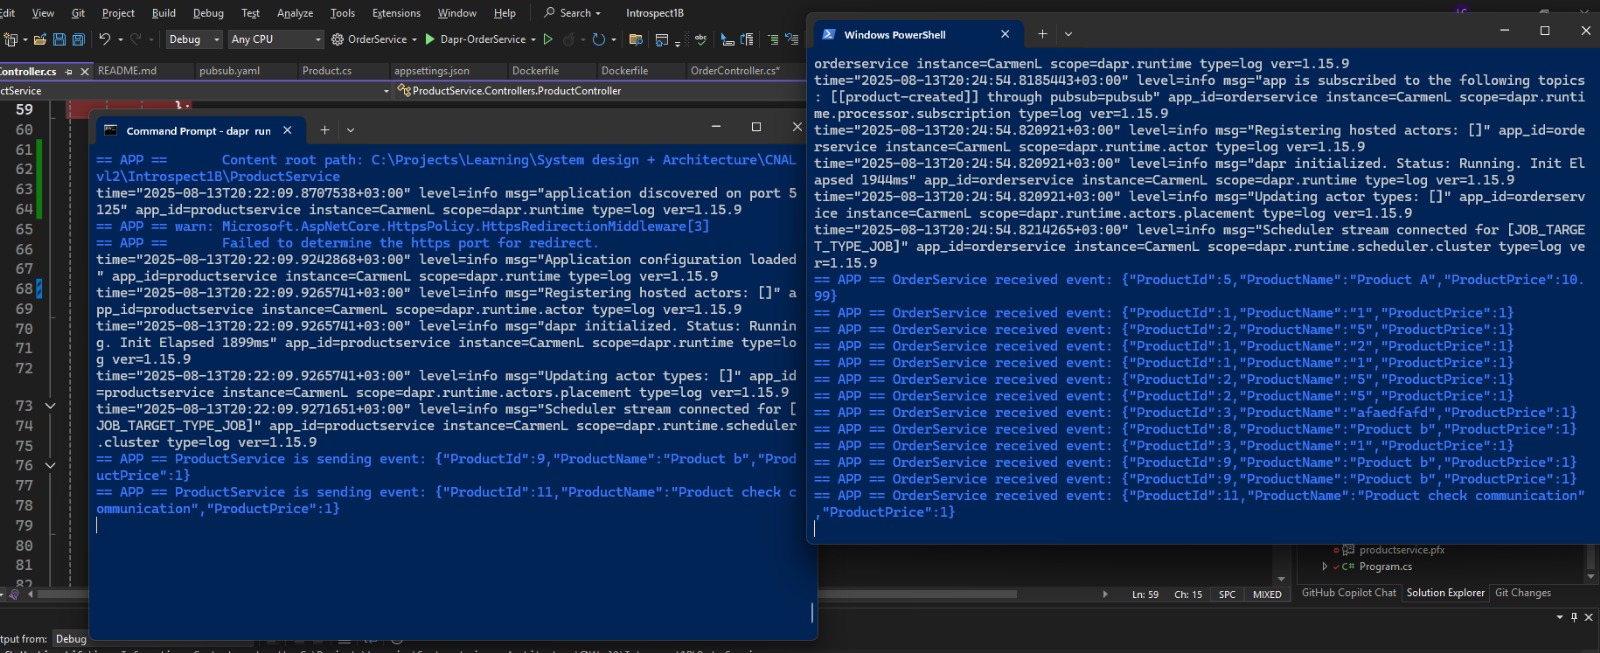 Edit View Git Project Build Debug Test Analyze Tools Extensions Window Help Search Introspect1B
Debug Any CPU OrderService Dapr-OrderService
Controller.cs README.md pubsub.yaml Product.cs appsettings.json Dockerfile Dockerfile OrderController.cs*
ctService ProductService.Controllers.ProductController
59 };
60
61
62
63
64
65
66
67
68
69
70
71
72
73
74
75
76
77
78
79
80
81
82
Command Prompt - dapr run
== APP == Content root path: C:\Projects\Learning\System design + Architecture\CNAL
vl2\Introspect1B\ProductService
time="2025-08-13T20:22:09.8707538+03:00" level=info msg="application discovered on port 5
125" app_id=productservice instance=CarmenL scope=dapr.runtime type=log ver=1.15.9
== APP == warn: Microsoft.AspNetCore.HttpsPolicy.HttpsRedirectionMiddleware[3]
== APP == Failed to determine the https port for redirect.
time="2025-08-13T20:22:09.9242868+03:00" level=info msg="Application configuration loaded
" app_id=productservice instance=CarmenL scope=dapr.runtime type=log ver=1.15.9
time="2025-08-13T20:22:09.9265741+03:00" level=info msg="Registering hosted actors: []" a
pp_id=productservice instance=CarmenL scope=dapr.runtime.actor type=log ver=1.15.9
time="2025-08-13T20:22:09.9265741+03:00" level=info msg="dapr initialized. Status: Runnin
g. Init Elapsed 1899ms" app_id=productservice instance=CarmenL scope=dapr.runtime type=lo
g ver=1.15.9
time="2025-08-13T20:22:09.9265741+03:00" level=info msg="Updating actor types: []" app_id
=productservice instance=CarmenL scope=dapr.runtime.actors.placement type=log ver=1.15.9
time="2025-08-13T20:22:09.9271651+03:00" level=info msg="Scheduler stream connected for [
JOB_TARGET_TYPE_JOB]" app_id=productservice instance=CarmenL scope=dapr.runtime.scheduler
.cluster type=log ver=1.15.9
== APP == ProductService is sending event: {"ProductId":9,"ProductName":"Product b","Prod
uctPrice":1}
== APP == ProductService is sending event: {"ProductId":11,"ProductName":"Product check c
ommunication","ProductPrice":1}
Windows PowerShell
orderservice instance=CarmenL scope=dapr.runtime type=log ver=1.15.9
time="2025-08-13T20:24:54.8185443+03:00" level=info msg="app is subscribed to the following topics
: [[product-created]] through pubsub=pubsub" app_id=orderservice instance=CarmenL scope=dapr.runti
me.processor.subscription type=log ver=1.15.9
time="2025-08-13T20:24:54.820921+03:00" level=info msg="Registering hosted actors: []" app_id=orde
rservice instance=CarmenL scope=dapr.runtime.actor type=log ver=1.15.9
time="2025-08-13T20:24:54.820921+03:00" level=info msg="dapr initialized. Status: Running. Init El
apsed 1944ms" app_id=orderservice instance=CarmenL scope=dapr.runtime type=log ver=1.15.9
time="2025-08-13T20:24:54.820921+03:00" level=info msg="Updating actor types: []" app_id=orderserv
ice instance=CarmenL scope=dapr.runtime.actors.placement type=log ver=1.15.9
time="2025-08-13T20:24:54.8214265+03:00" level=info msg="Scheduler stream connected for [JOB_TARGE
T_TYPE_JOB]" app_id=orderservice instance=CarmenL scope=dapr.runtime.scheduler.cluster type=log ve
r=1.15.9
== APP == OrderService received event: {"ProductId":5,"ProductName":"Product A","ProductPrice":10.
99}
== APP == OrderService received event: {"ProductId":1,"ProductName":"1","ProductPrice":1}
== APP == OrderService received event: {"ProductId":2,"ProductName":"5","ProductPrice":1}
== APP == OrderService received event: {"ProductId":1,"ProductName":"2","ProductPrice":1}
== APP == OrderService received event: {"ProductId":1,"ProductName":"1","ProductPrice":1}
== APP == OrderService received event: {"ProductId":2,"ProductName":"5","ProductPrice":1}
== APP == OrderService received event: {"ProductId":2,"ProductName":"5","ProductPrice":1}
== APP == OrderService received event: {"ProductId":3,"ProductName":"afaedfafd","ProductPrice":1}
== APP == OrderService received event: {"ProductId":8,"ProductName":"Product b","ProductPrice":1}
== APP == OrderService received event: {"ProductId":3,"ProductName":"1","ProductPrice":1}
== APP == OrderService received event: {"ProductId":9,"ProductName":"Product b","ProductPrice":1}
== APP == OrderService received event: {"ProductId":9,"ProductName":"Product b","ProductPrice":1}
== APP == OrderService received event: {"ProductId":11,"ProductName":"Product check communication"
,"ProductPrice":1}
productservice.pfx
C# Program.cs
Ln: 59 Ch: 15 SPC MIXED
GitHub Copilot Chat Solution Explorer Git Changes
tput from: Debug